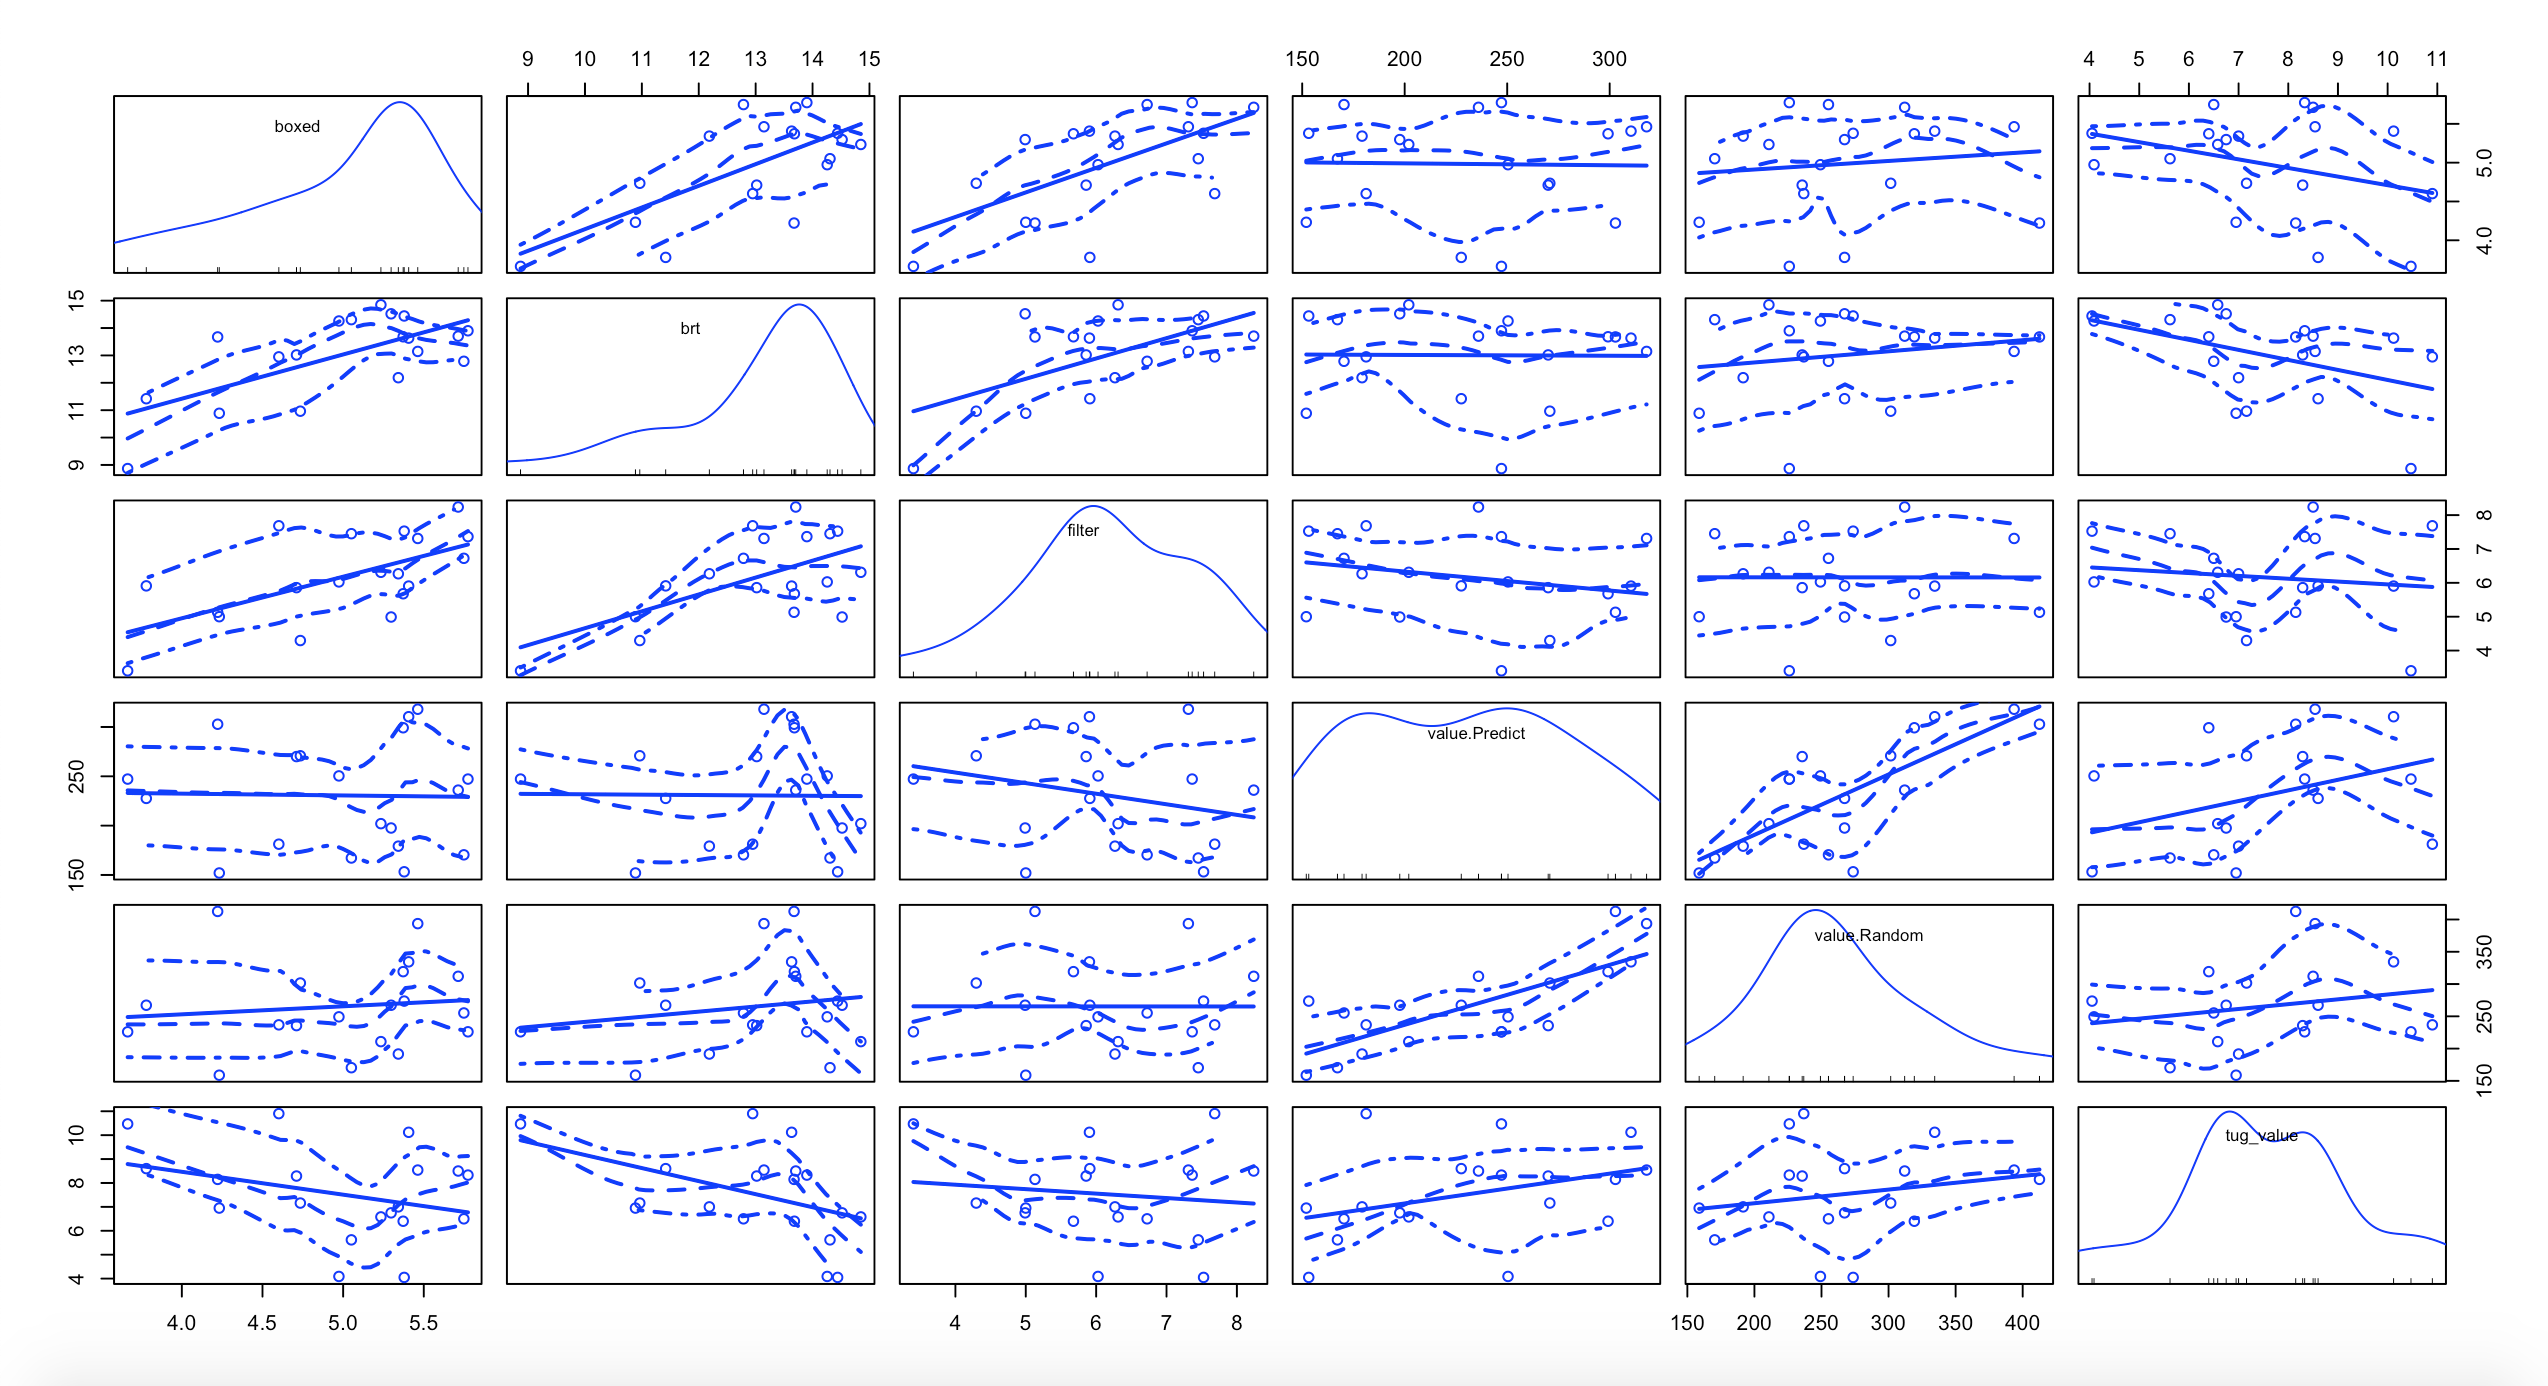 9 10 11 12 13 14 15 150 200 250 300 4 5 6 7 8 9 10 11
boxed
4.0 5.0
brt
9 11 13 15
filter
4 5 6 7 8
value.Predict
150 250
value.Random
150 250 350
tug_value
4 6 8 10
4.0 4.5 5.0 5.5 4 5 6 7 8 150 200 250 300 350 400